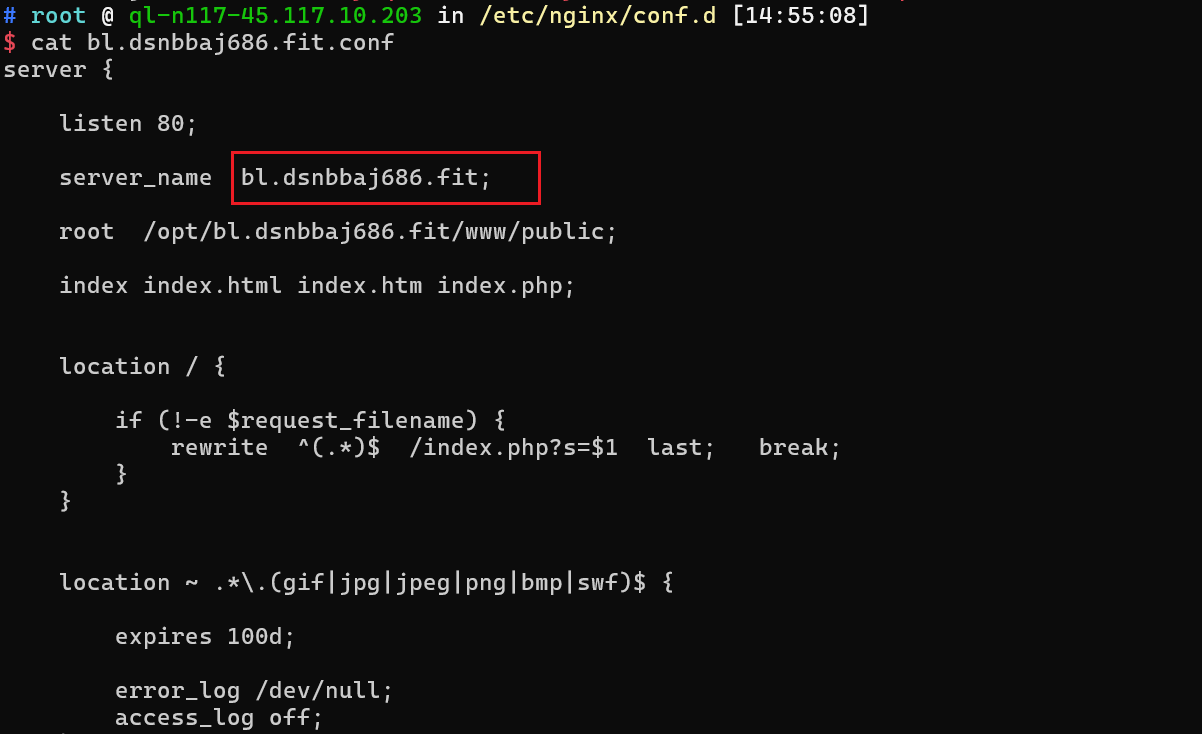 # root @ ql-n117-45.117.10.203 in /etc/nginx/conf.d [14:55:08]
$ cat bl.dsnbbaj686.fit.conf
server {
    listen 80;
    server_name  bl.dsnbbaj686.fit;
    root  /opt/bl.dsnbbaj686.fit/www/public;
    index index.html index.htm index.php;
    location / {
        if (!-e $request_filename) {
            rewrite  ^(.*)$  /index.php?s=$1  last;   break;
        }
    }
    location ~ .*\.(gif|jpg|jpeg|png|bmp|swf)$ {
        expires 100d;
        error_log /dev/null;
        access_log off;